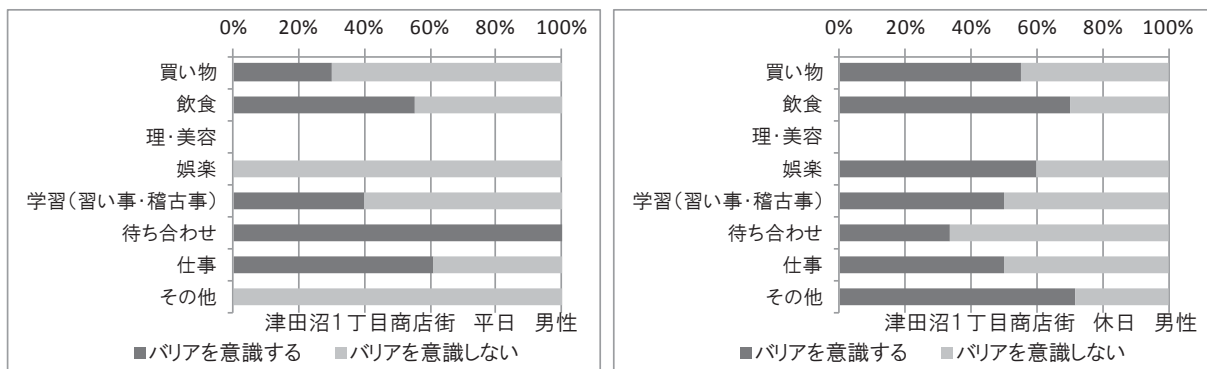 0% 20% 40% 60% 80% 100%
買い物
飲食
理・美容
娯楽
学習(習い事・稽古事)
待ち合わせ
仕事
その他
津田沼1丁目商店街 平日 男性
■バリアを意識する ■バリアを意識しない
0% 20% 40% 60% 80% 100%
買い物
飲食
理・美容
娯楽
学習(習い事・稽古事)
待ち合わせ
仕事
その他
津田沼1丁目商店街 休日 男性
■バリアを意識する ■バリアを意識しない